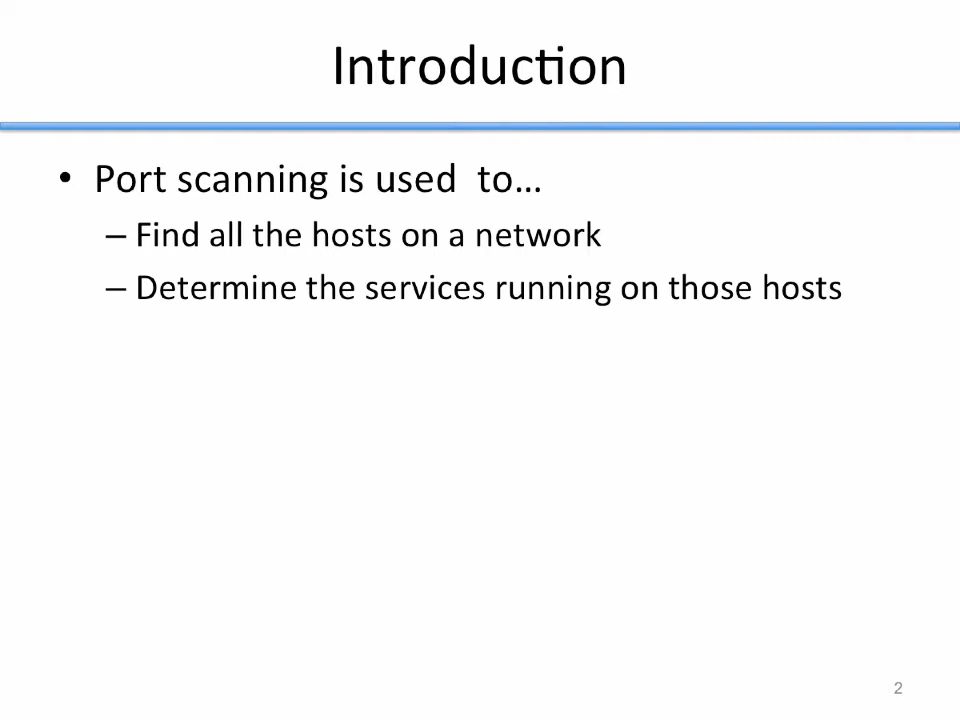 Introduction
• Port scanning is used  to…
– Find all the hosts on a network
– Determine the services running on those hosts
2